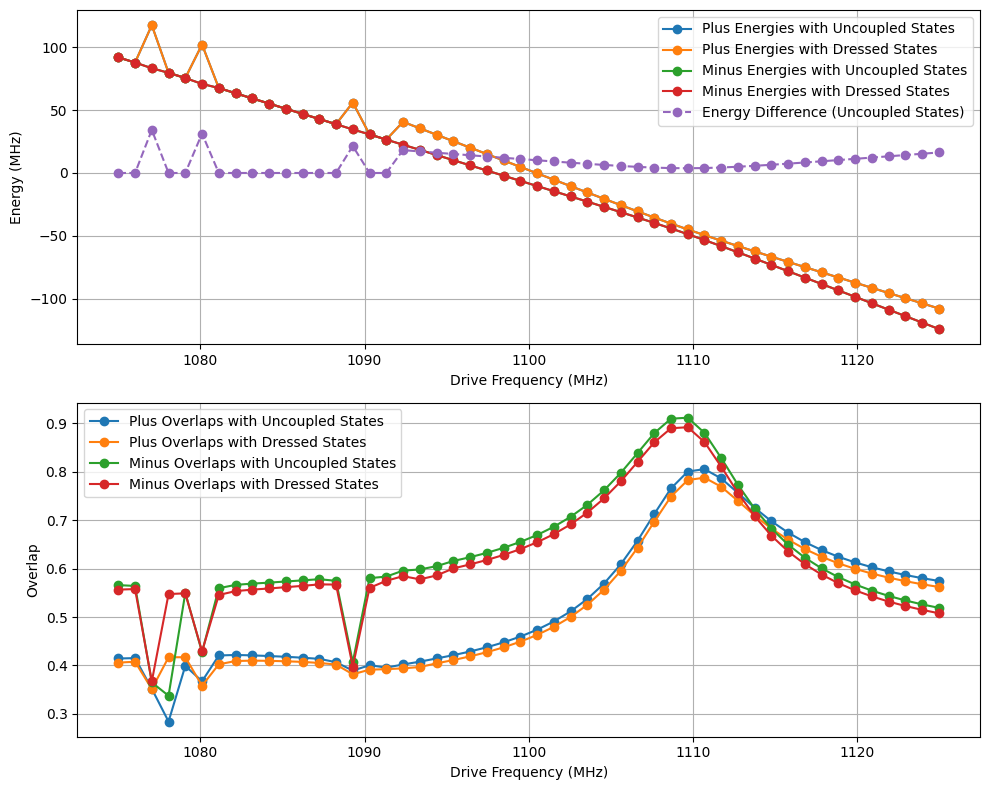 100
50
0
−50
−100
Energy (MHz)
Plus Energies with Uncoupled States
Plus Energies with Dressed States
Minus Energies with Uncoupled States
Minus Energies with Dressed States
Energy Difference (Uncoupled States)
1080
1090
1100
1110
1120
Drive Frequency (MHz)
0.9
0.8
0.7
0.6
0.5
0.4
0.3
Overlap
Plus Overlaps with Uncoupled States
Plus Overlaps with Dressed States
Minus Overlaps with Uncoupled States
Minus Overlaps with Dressed States
1080
1090
1100
1110
1120
Drive Frequency (MHz)